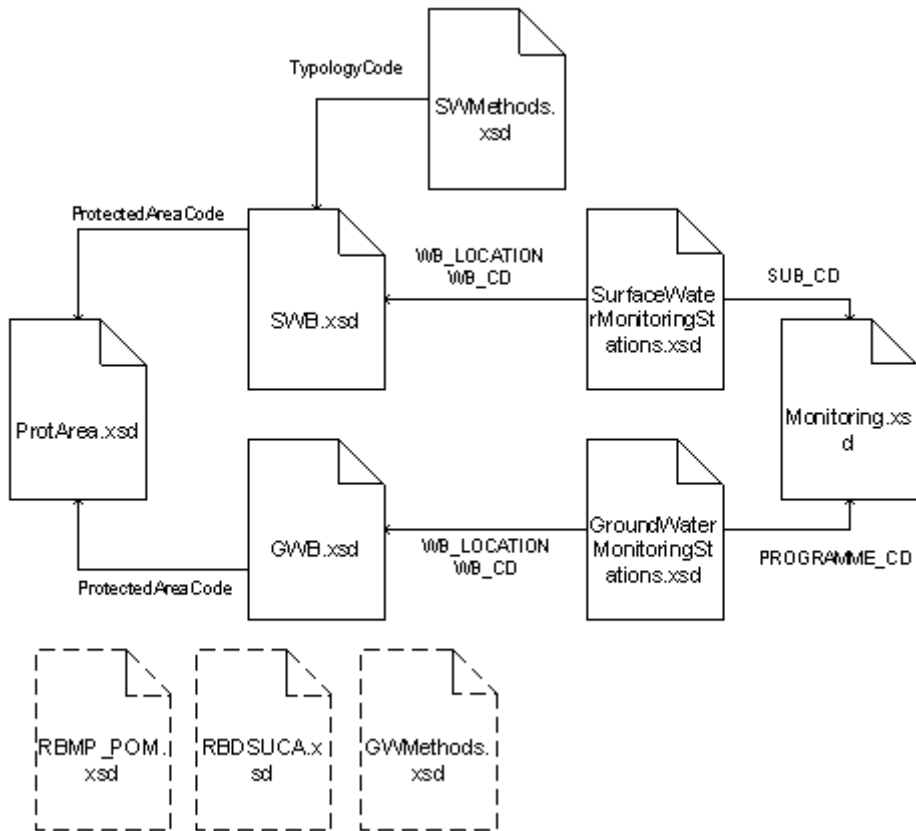 TypologyCode
SWMethods.
xsd
ProtectedAreaCode
WB_LOCATION
WB_CD
SUB_CD
SWB.xsd
SurfaceWate
rMonitoringSt
ations.xsd
ProtArea.xsd
Monitoring.xs
d
GWB.xsd
GroundWater
MonitoringSt
ations.xsd
WB_LOCATION
WB_CD
PROGRAMME_CD
ProtectedAreaCode
RBMP_POM.
xsd
RBDSUCA.x
sd
GWMethods.
xsd